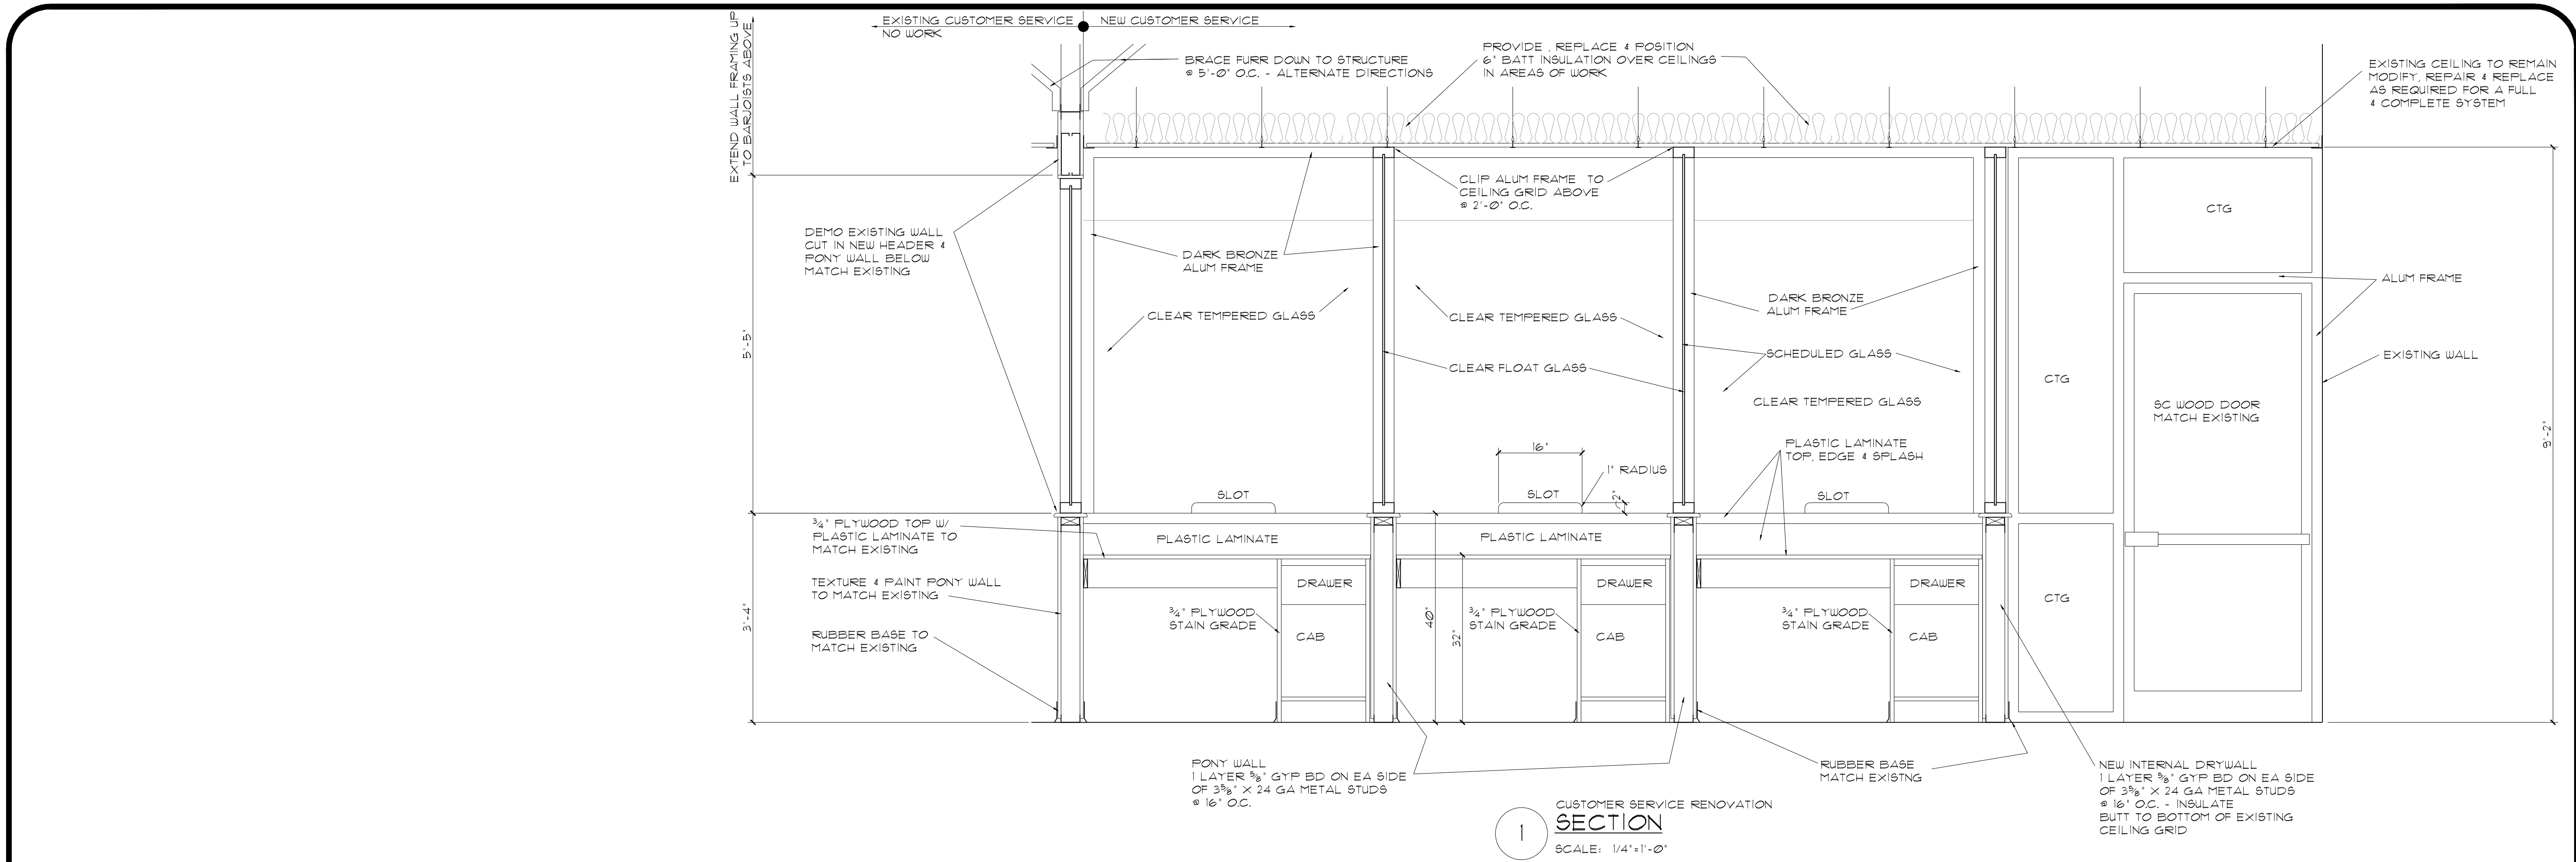 EXTEND WALL FRAMING UP
TO BARJOISTS ABOVE
EXISTING CUSTOMER SERVICE
NO WORK
NEW CUSTOMER SERVICE
BRACE FURR DOWN TO STRUCTURE
@ 5'-0" O.C. - ALTERNATE DIRECTIONS
PROVIDE , REPLACE & POSITION
6" BATT INSULATION OVER CEILINGS
IN AREAS OF WORK
EXISTING CEILING TO REMAIN
MODIFY, REPAIR & REPLACE
AS REQUIRED FOR A FULL
& COMPLETE SYSTEM
CLIP ALUM FRAME TO
CEILING GRID ABOVE
@ 2'-0" O.C.
CTG
DEMO EXISTING WALL
CUT IN NEW HEADER &
PONY WALL BELOW
MATCH EXISTING
DARK BRONZE
ALUM FRAME
ALUM FRAME
DARK BRONZE
ALUM FRAME
CLEAR TEMPERED GLASS
CLEAR TEMPERED GLASS
5'-5"
SCHEDULED GLASS
EXISTING WALL
CLEAR FLOAT GLASS
CTG
CLEAR TEMPERED GLASS
SC WOOD DOOR
MATCH EXISTING
9'-2"
16"
PLASTIC LAMINATE
TOP, EDGE & SPLASH
1" RADIUS
SLOT
SLOT
2"
SLOT
3/4" PLYWOOD TOP W/
PLASTIC LAMINATE TO
MATCH EXISTING
PLASTIC LAMINATE
PLASTIC LAMINATE
TEXTURE & PAINT PONY WALL
TO MATCH EXISTING
DRAWER
DRAWER
DRAWER
CTG
3'-4"
3/4" PLYWOOD
STAIN GRADE
40"
32"
3/4" PLYWOOD
STAIN GRADE
3/4" PLYWOOD
STAIN GRADE
RUBBER BASE TO
MATCH EXISTING
CAB
CAB
CAB
PONY WALL
1 LAYER 5/8" GYP BD ON EA SIDE
OF 3 5/8" X 24 GA METAL STUDS
@ 16" O.C.
RUBBER BASE
MATCH EXISTNG
NEW INTERNAL DRYWALL
1 LAYER 5/8" GYP BD ON EA SIDE
OF 3 5/8" X 24 GA METAL STUDS
@ 16" O.C. - INSULATE
BUTT TO BOTTOM OF EXISTING
CEILING GRID
1
CUSTOMER SERVICE RENOVATION
SECTION
SCALE: 1/4"=1'-0"